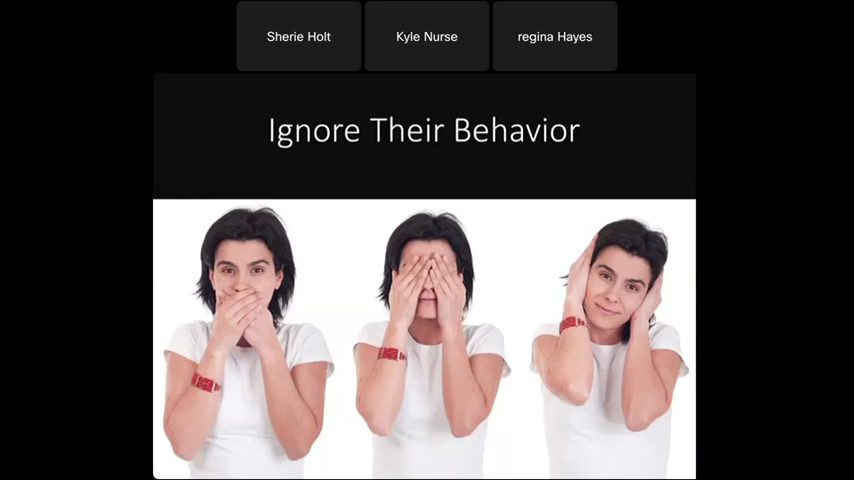 Sherie Holt
Kyle Nurse
regina Hayes
Ignore Their Behavior